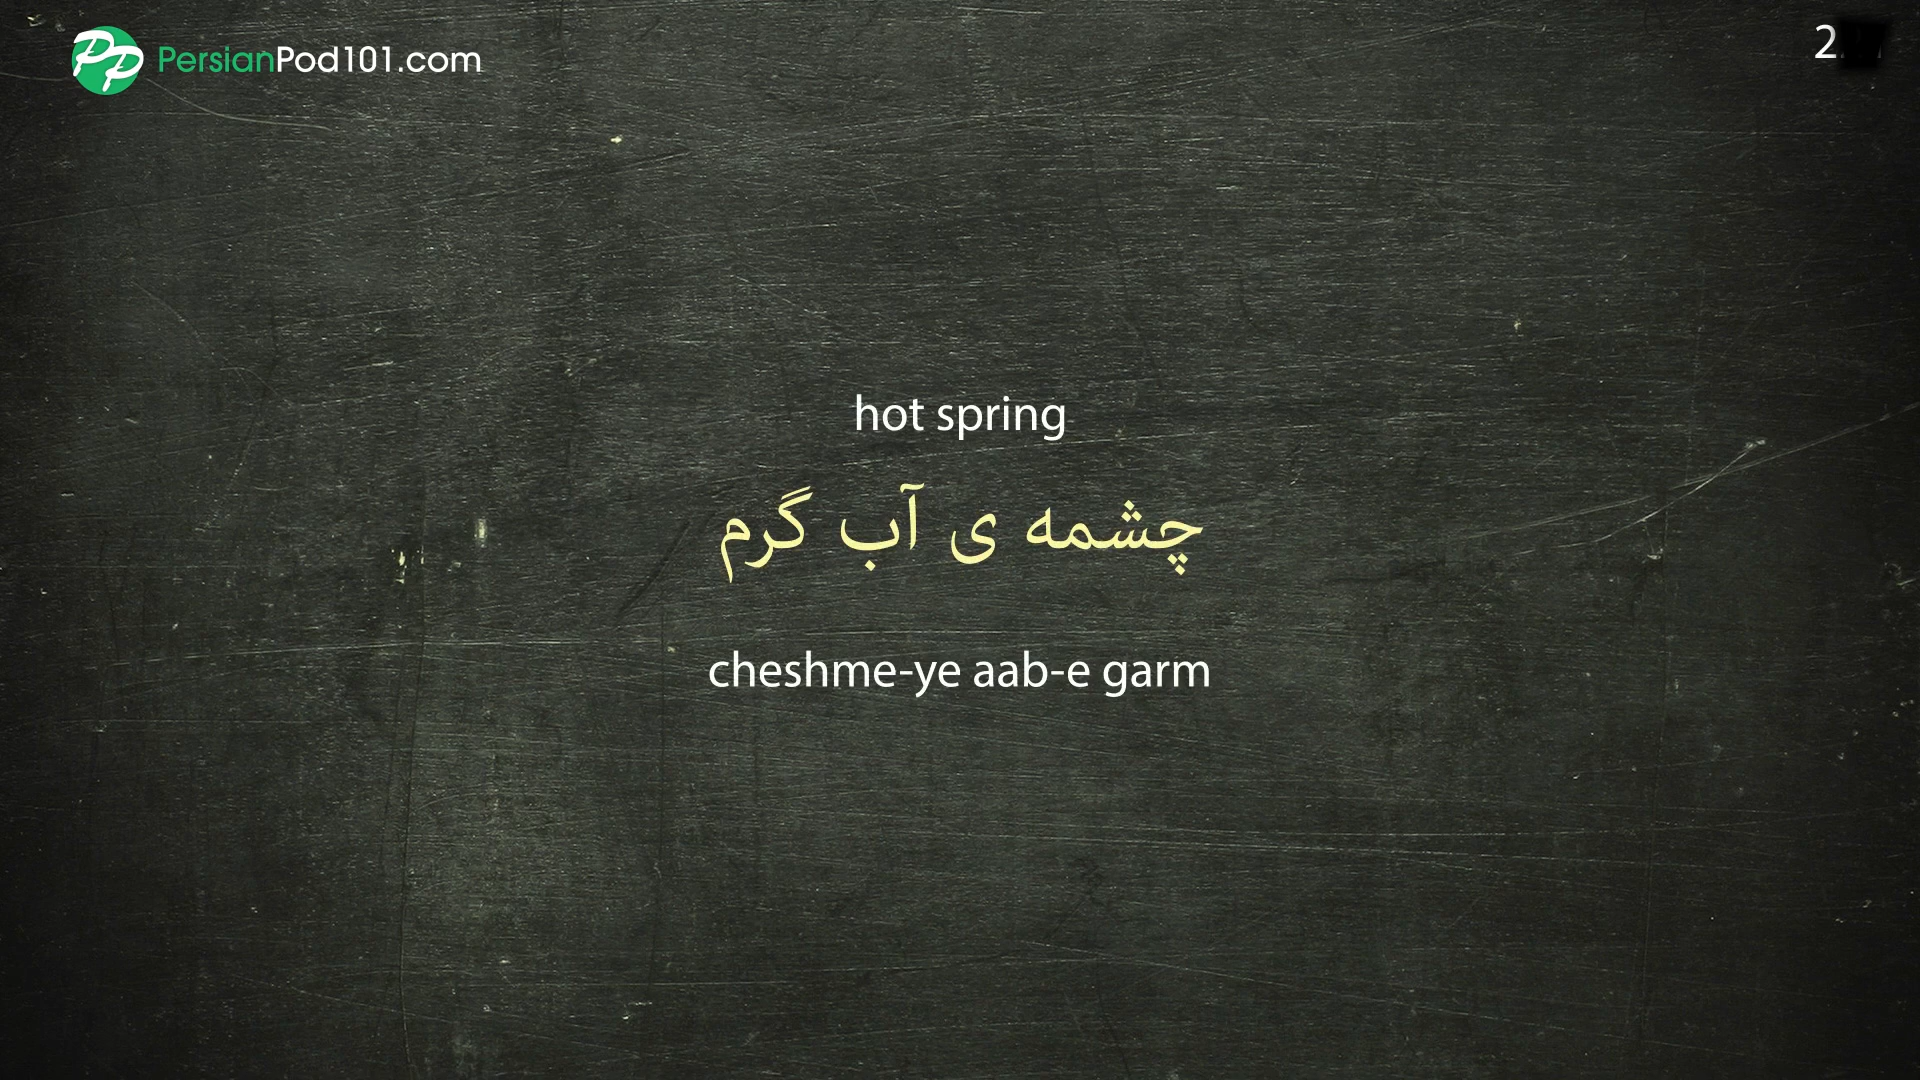 PersianPod101.com
hot spring
چشمه ی آب گرم
cheshme-ye aab-e garm